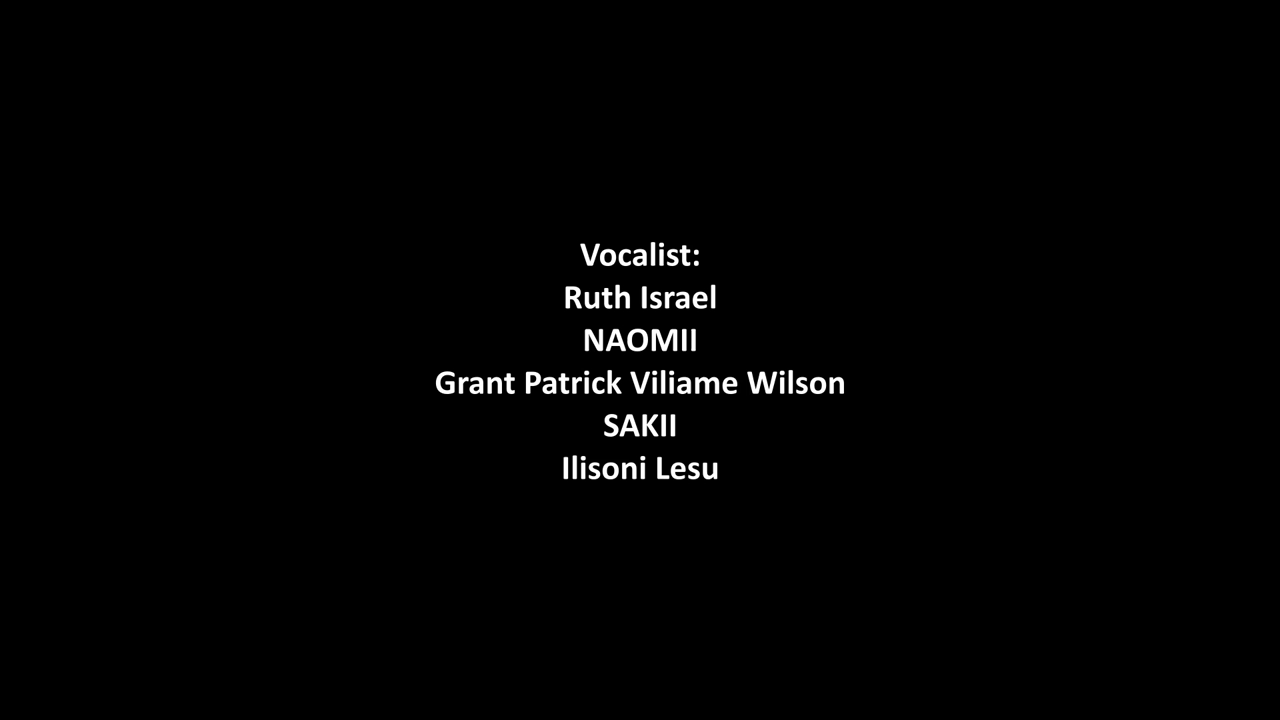 Vocalist:
Ruth Israel
NAOMII
Grant Patrick Viliame Wilson
SAKII
Ilisoni Lesu